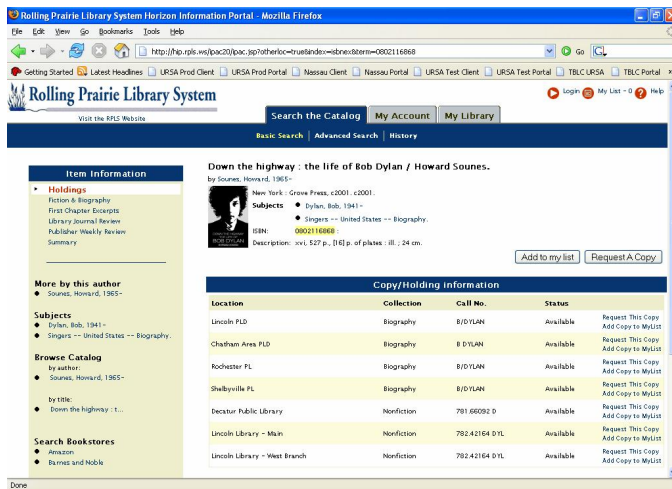 Rolling Prairie Library System Horizon Information Portal - Mozilla Firefox
File Edit View Go Bookmarks Tools Help
http://hip.rpls.ws/ipac20/ipac.jsp?otherloc=true&index=isbnex&term=0802116868
Go
Getting Started Latest Headlines URSA Prod Client URSA Prod Portal Nassau Client Nassau Portal URSA Test Client URSA Test Portal TBLC URSA TBLC Portal
Rolling Prairie Library System
Login My List - 0 Help
Visit the RPLS Website
Search the Catalog My Account My Library
Basic Search Advanced Search History
Item Information
Holdings
Fiction & Biography
First Chapter Excerpts
Library Journal Review
Publisher Weekly Review
Summary
More by this author
Sounes, Howard, 1965-
Subjects
Dylan, Bob, 1941-
Singers -- United States -- Biography.
Browse Catalog
by author:
Sounes, Howard, 1965-
by title:
Down the highway : t...
Search Bookstores
Amazon
Barnes and Noble
Down the highway : the life of Bob Dylan / Howard Sounes.
by Sounes, Howard, 1965-
New York : Grove Press, c2001, c2001.
Subjects Dylan, Bob, 1941-
Singers -- United States -- Biography.
ISBN: 0802116868 :
Description: xvi, 527 p., [16] p. of plates : ill. ; 24 cm.
BOB DYLAN
Add to my list Request A Copy
Copy/Holding information
Location Collection Call No. Status
Lincoln PLD Biography B/DYLAN Available Request This Copy
Add Copy to MyList
Chatham Area PLD Biography B DYLAN Available Request This Copy
Add Copy to MyList
Rochester PL Biography B/DYLAN Available Request This Copy
Add Copy to MyList
Shelbyville PL Biography B/DYLAN Available Request This Copy
Add Copy to MyList
Decatur Public Library Nonfiction 781.66092 D Available Request This Copy
Add Copy to MyList
Lincoln Library - Main Nonfiction 782.42164 DYL Available Request This Copy
Add Copy to MyList
Lincoln Library - West Branch Nonfiction 782.42164 DYL Available Request This Copy
Add Copy to MyList
Done